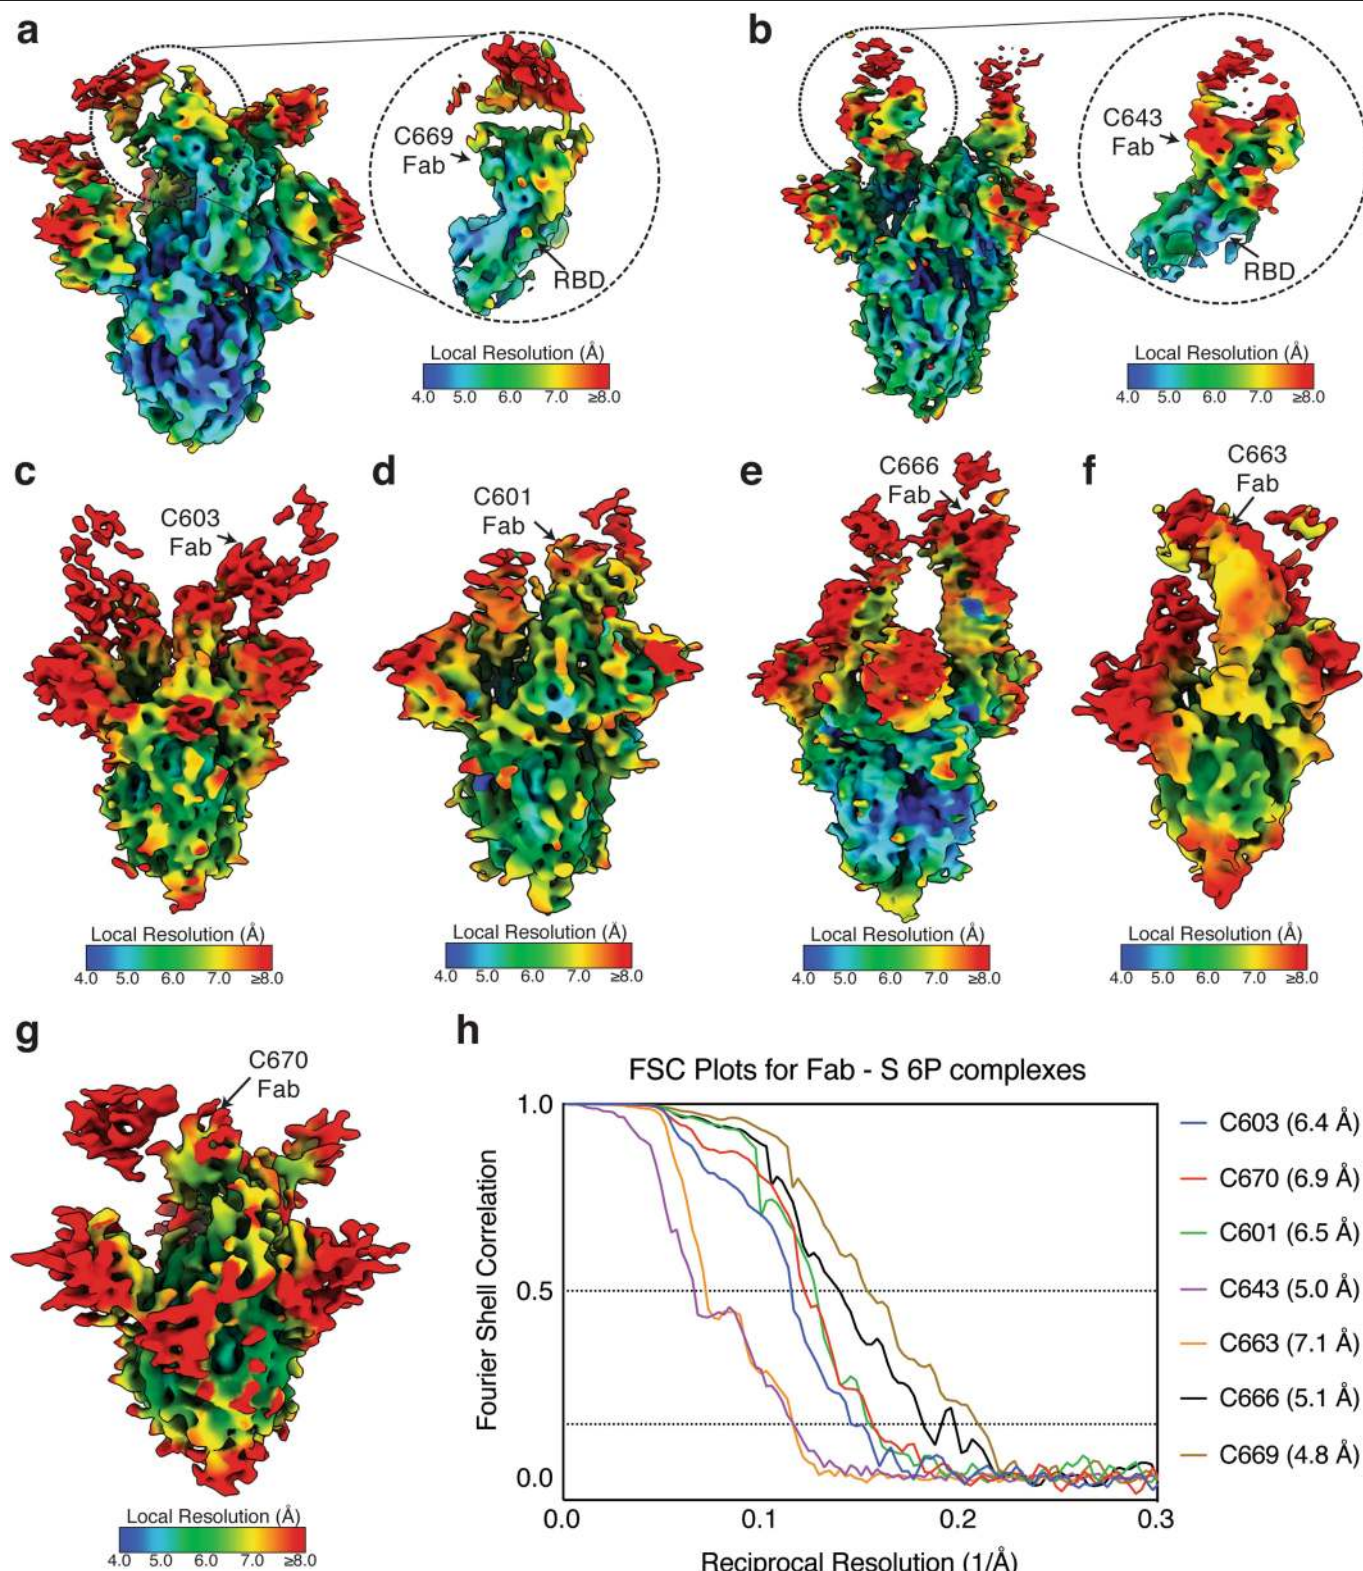 a
b
C669
Fab
RBD
C643
Fab
RBD
Local Resolution (Å)
4.0 5.0 6.0 7.0 ≥8.0
Local Resolution (Å)
4.0 5.0 6.0 7.0 ≥8.0
c
d
e
f
C603
Fab
C601
Fab
C666
Fab
C663
Fab
Local Resolution (Å)
4.0 5.0 6.0 7.0 ≥8.0
Local Resolution (Å)
4.0 5.0 6.0 7.0 ≥8.0
Local Resolution (Å)
4.0 5.0 6.0 7.0 ≥8.0
Local Resolution (Å)
4.0 5.0 6.0 7.0 ≥8.0
g
C670
Fab
Local Resolution (Å)
4.0 5.0 6.0 7.0 ≥8.0
h
FSC Plots for Fab - S 6P complexes
Fourier Shell Correlation
1.0
0.5
0.0
0.0 0.1 0.2 0.3
Reciprocal Resolution (1/Å)
C603 (6.4 Å)
C670 (6.9 Å)
C601 (6.5 Å)
C643 (5.0 Å)
C663 (7.1 Å)
C666 (5.1 Å)
C669 (4.8 Å)